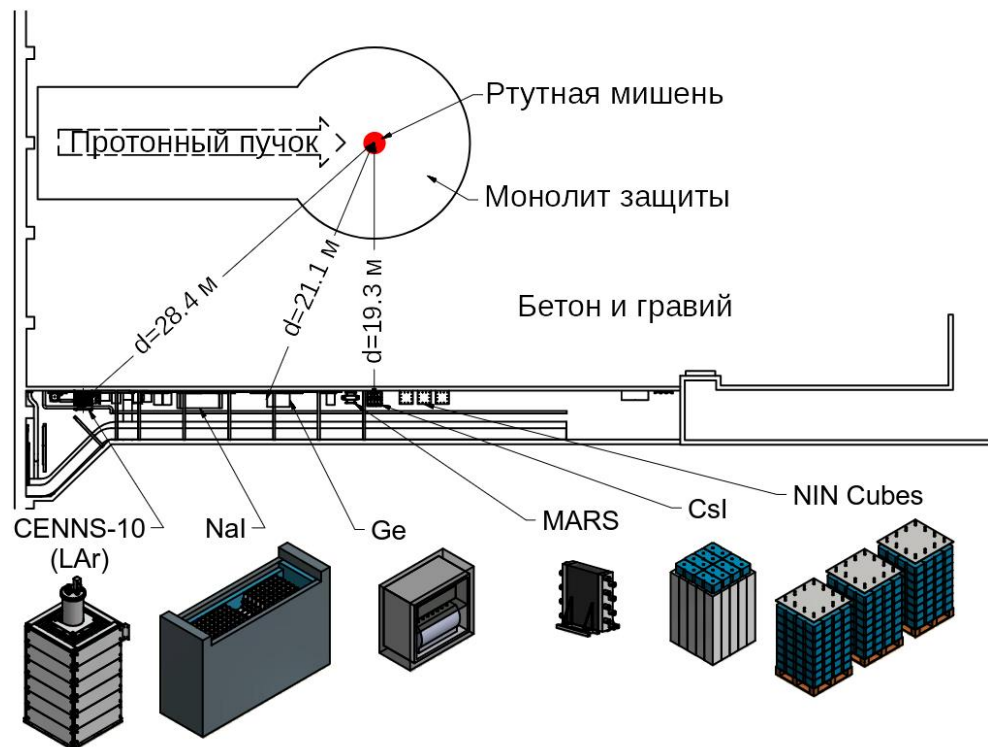 Ртутная мишень
Протонный пучок
Монолит защиты
d=28.4 м
d=21.1 м
d=19.3 м
Бетон и гравий
CENNS-10
(LAr)
NaI
Ge
MARS
CsI
NIN Cubes